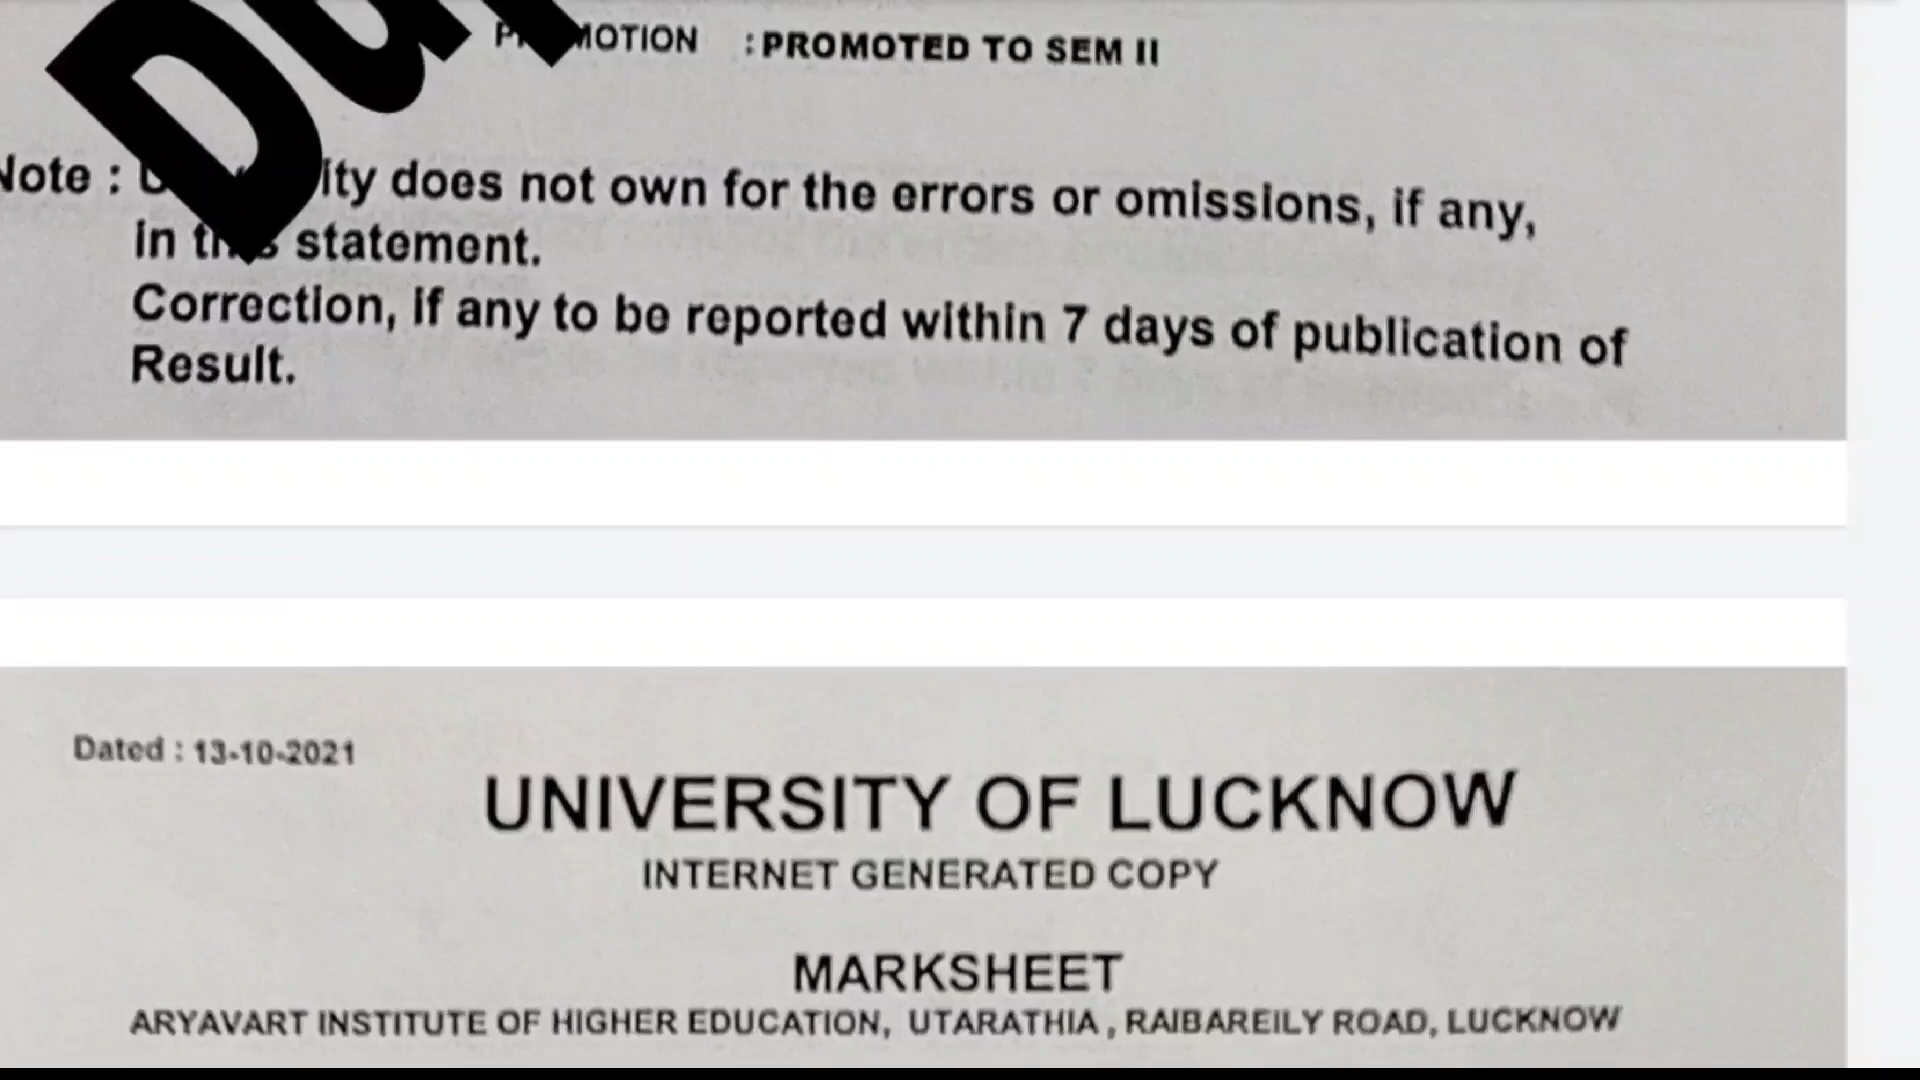 MOTION : PROMOTED TO SEM II
Note : ity does not own for the errors or omissions, if any,
in this statement.
Correction, if any to be reported within 7 days of publication of
Result.
Dated : 13-10-2021
UNIVERSITY OF LUCKNOW
INTERNET GENERATED COPY
MARKSHEET
ARYAVART INSTITUTE OF HIGHER EDUCATION, UTARATHIA , RAIBAREILY ROAD, LUCKNOW